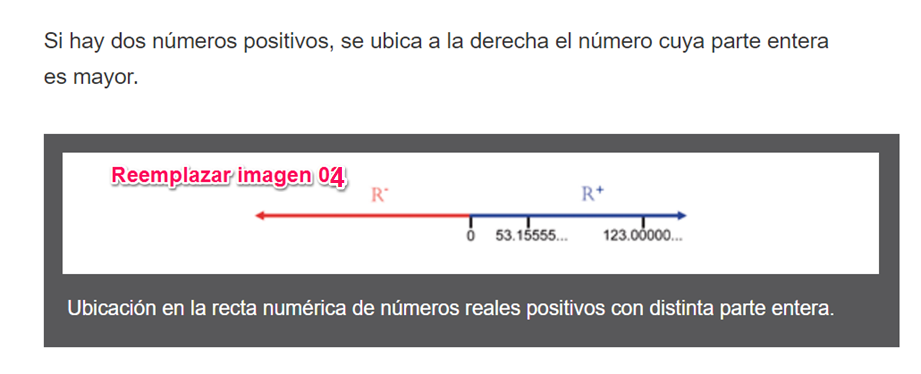 Si hay dos números positivos, se ubica a la derecha el número cuya parte entera
es mayor.
Reemplazar imagen 04
R⁻ R⁺
0 53.15555... 123.00000...
Ubicación en la recta numérica de números reales positivos con distinta parte entera.